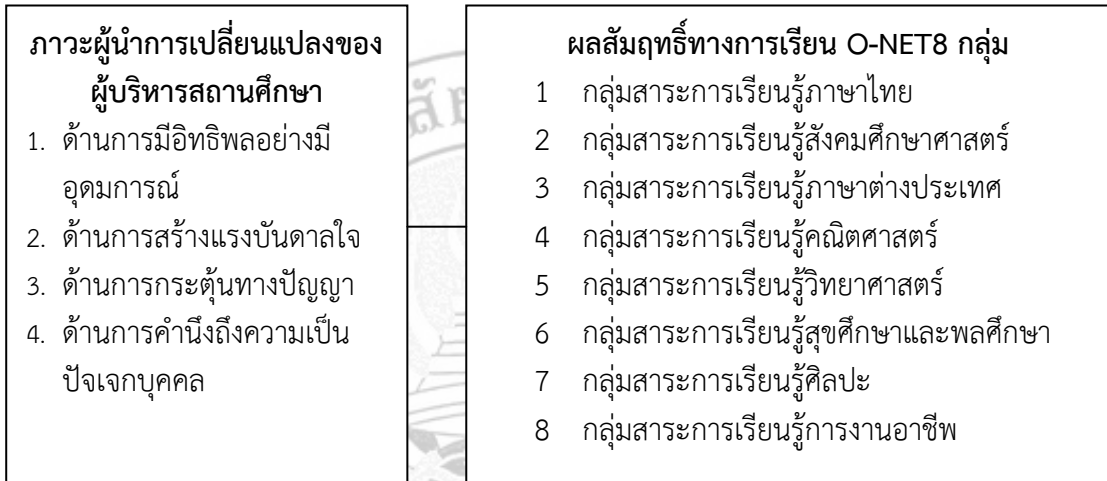 ภาวะผู้นำการเปลี่ยนแปลงของ
ผู้บริหารสถานศึกษา
1. ด้านการมีอิทธิพลอย่างมี
อุดมการณ์
2. ด้านการสร้างแรงบันดาลใจ
3. ด้านการกระตุ้นทางปัญญา
4. ด้านการคำนึงถึงความเป็น
ปัจเจกบุคคล
ผลสัมฤทธิ์ทางการเรียน O-NET8 กลุ่ม
1 กลุ่มสาระการเรียนรู้ภาษาไทย
2 กลุ่มสาระการเรียนรู้สังคมศึกษาศาสตร์
3 กลุ่มสาระการเรียนรู้ภาษาต่างประเทศ
4 กลุ่มสาระการเรียนรู้คณิตศาสตร์
5 กลุ่มสาระการเรียนรู้วิทยาศาสตร์
6 กลุ่มสาระการเรียนรู้สุขศึกษาและพลศึกษา
7 กลุ่มสาระการเรียนรู้ศิลปะ
8 กลุ่มสาระการเรียนรู้การงานอาชีพ